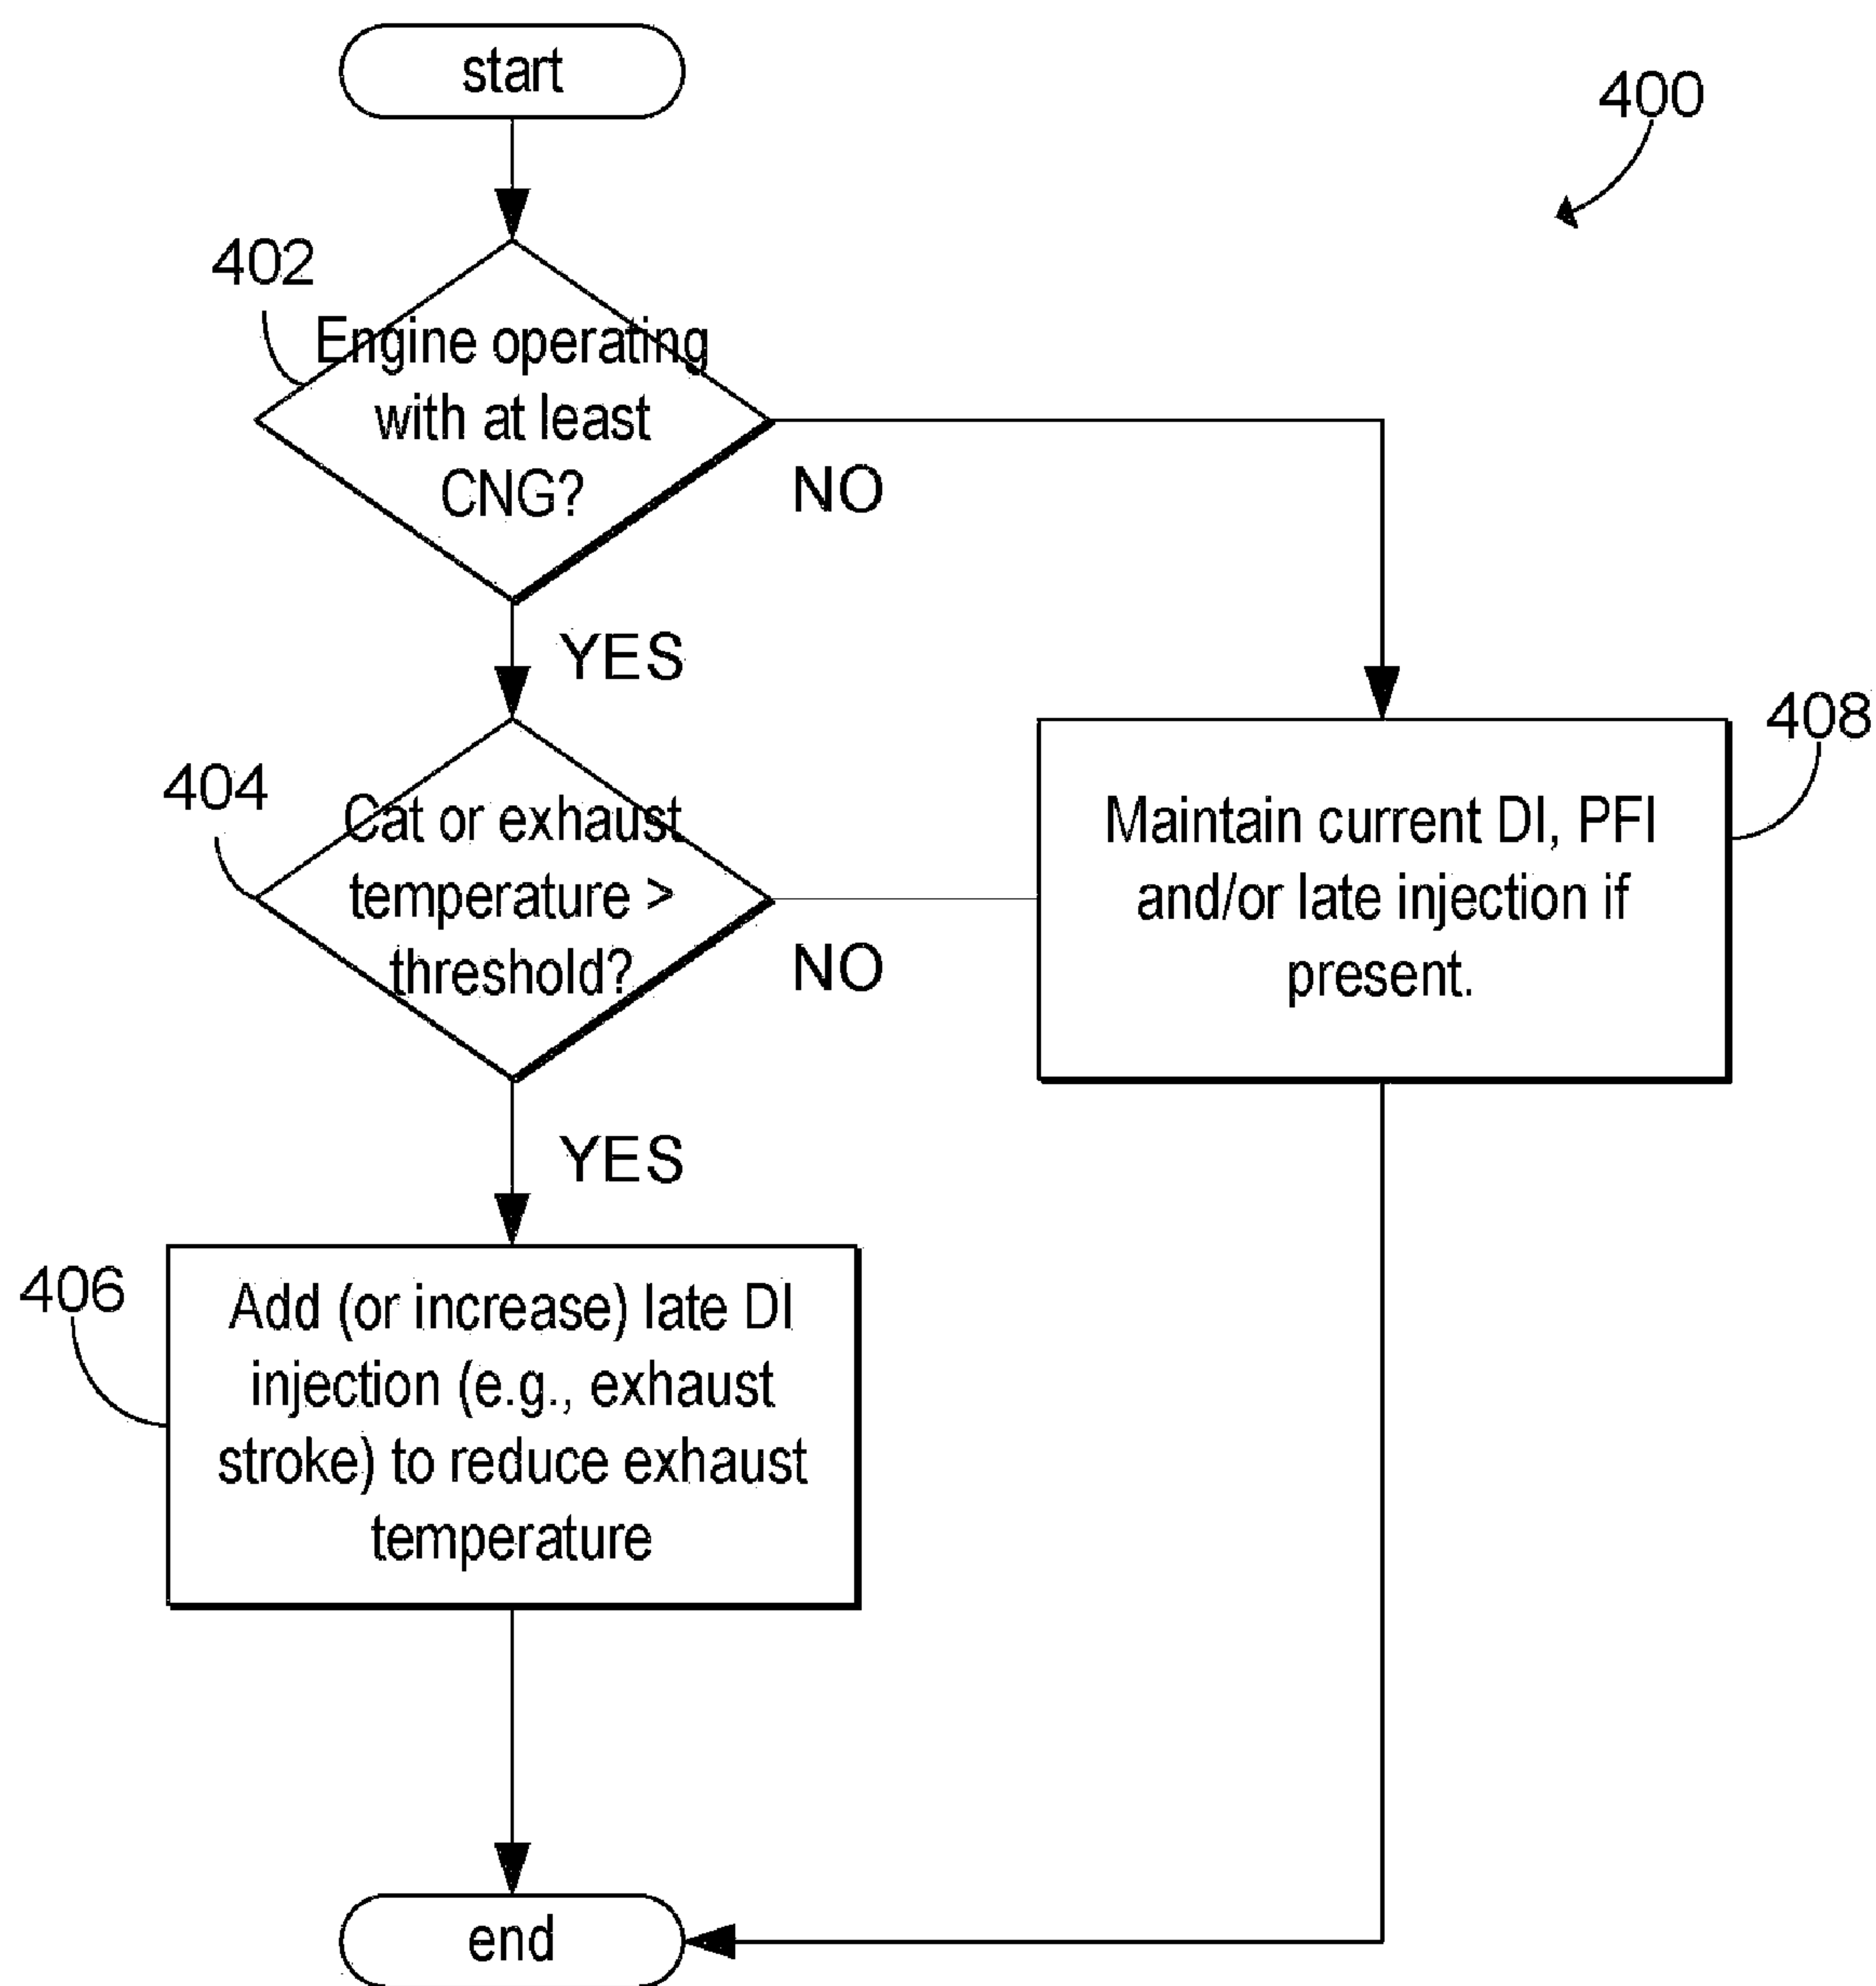 start
400
402
Engine operating
with at least
CNG?
NO
YES
408
404
Cat or exhaust
temperature >
threshold?
NO
Maintain current DI, PFI
and/or late injection if
present.
YES
406
Add (or increase) late DI
injection (e.g., exhaust
stroke) to reduce exhaust
temperature
end